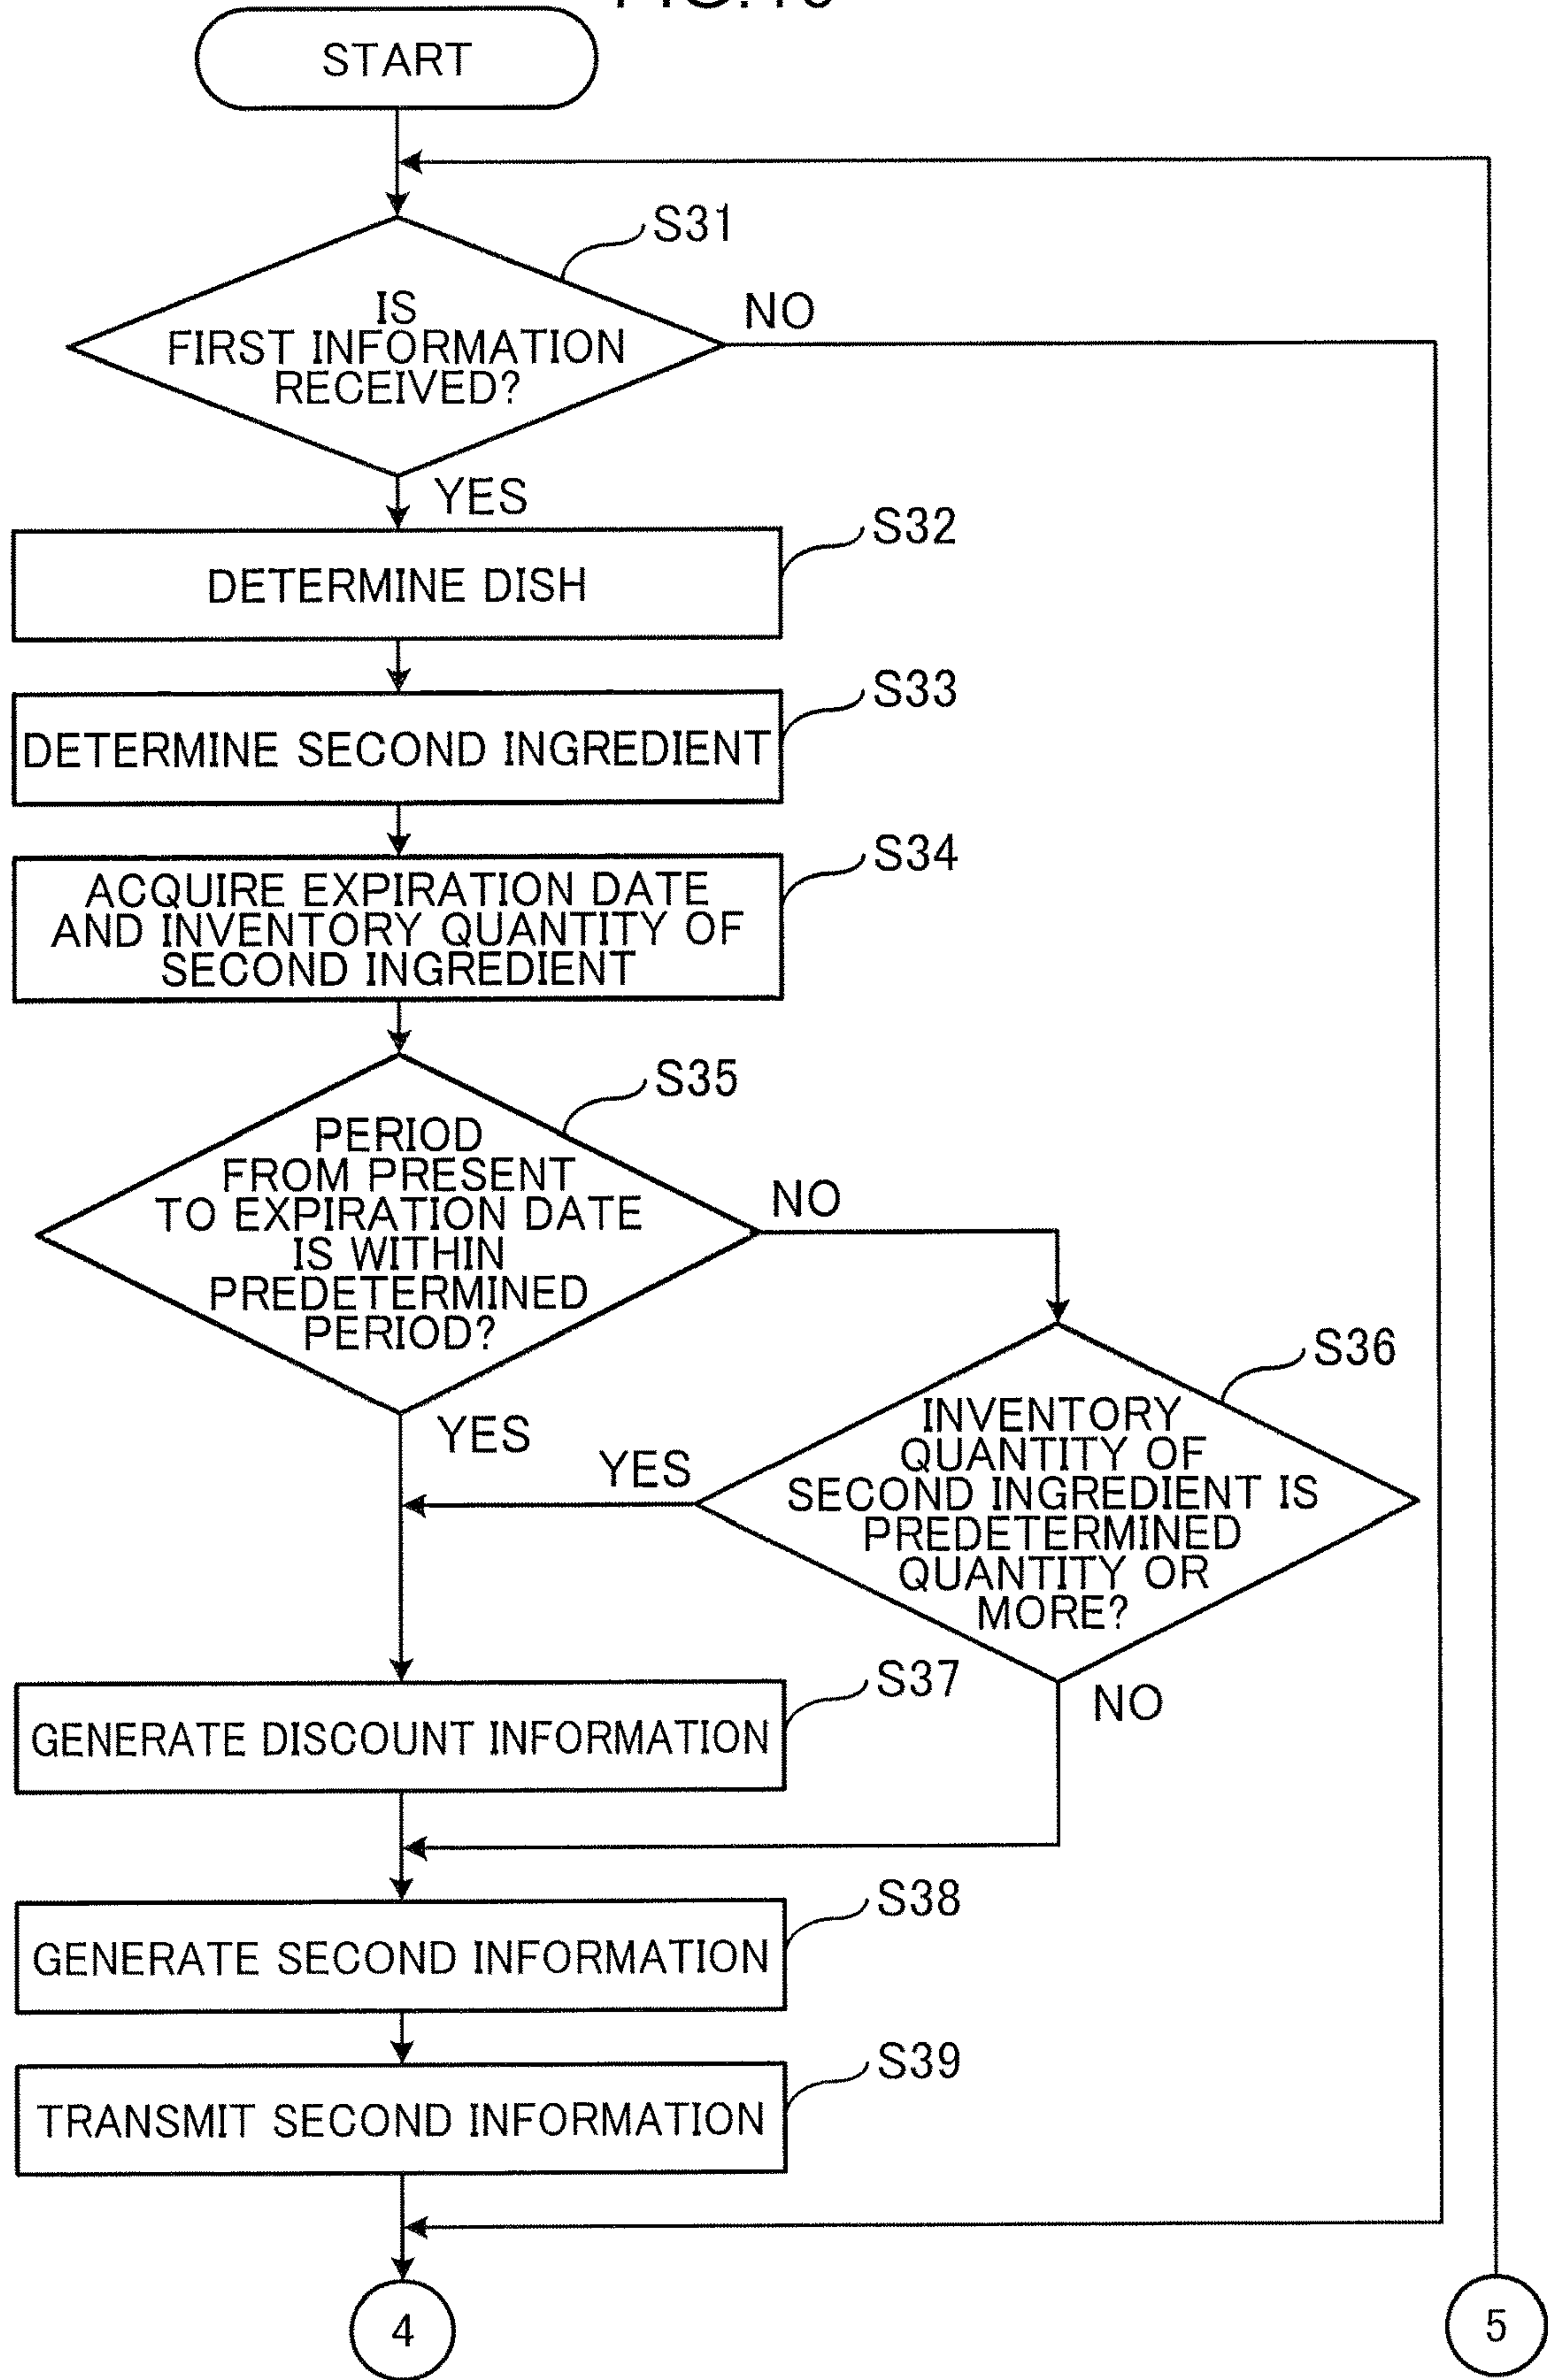 START
S31
IS
FIRST INFORMATION
RECEIVED?
NO
YES
S32
DETERMINE DISH
S33
DETERMINE SECOND INGREDIENT
S34
ACQUIRE EXPIRATION DATE
AND INVENTORY QUANTITY OF
SECOND INGREDIENT
S35
PERIOD
FROM PRESENT
TO EXPIRATION DATE
IS WITHIN
PREDETERMINED
PERIOD?
NO
YES
S36
INVENTORY
QUANTITY OF
SECOND INGREDIENT IS
PREDETERMINED
QUANTITY OR
MORE?
YES
NO
S37
GENERATE DISCOUNT INFORMATION
S38
GENERATE SECOND INFORMATION
S39
TRANSMIT SECOND INFORMATION
4
5